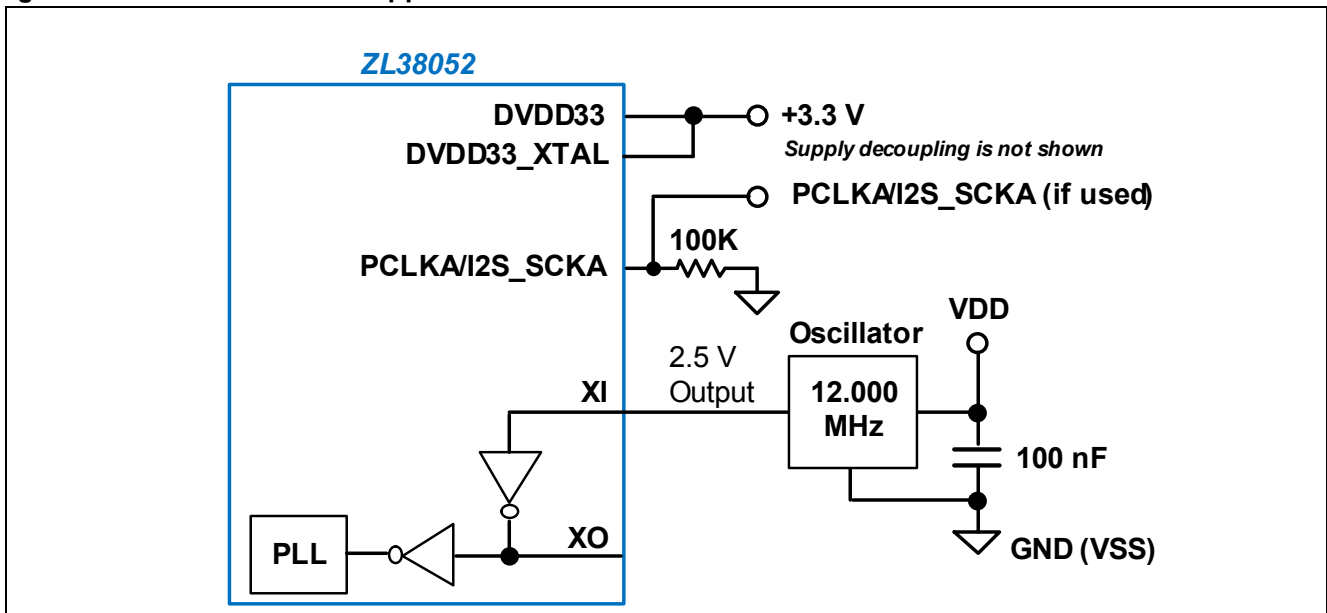 ZL38052
DVDD33
+3.3 V
DVDD33_XTAL
Supply decoupling is not shown
PCLKA/I2S_SCKA (if used)
100K
PCLKA/I2S_SCKA
VDD
Oscillator
2.5 V
Output
XI
12.000
MHz
100 nF
PLL
XO
GND (VSS)